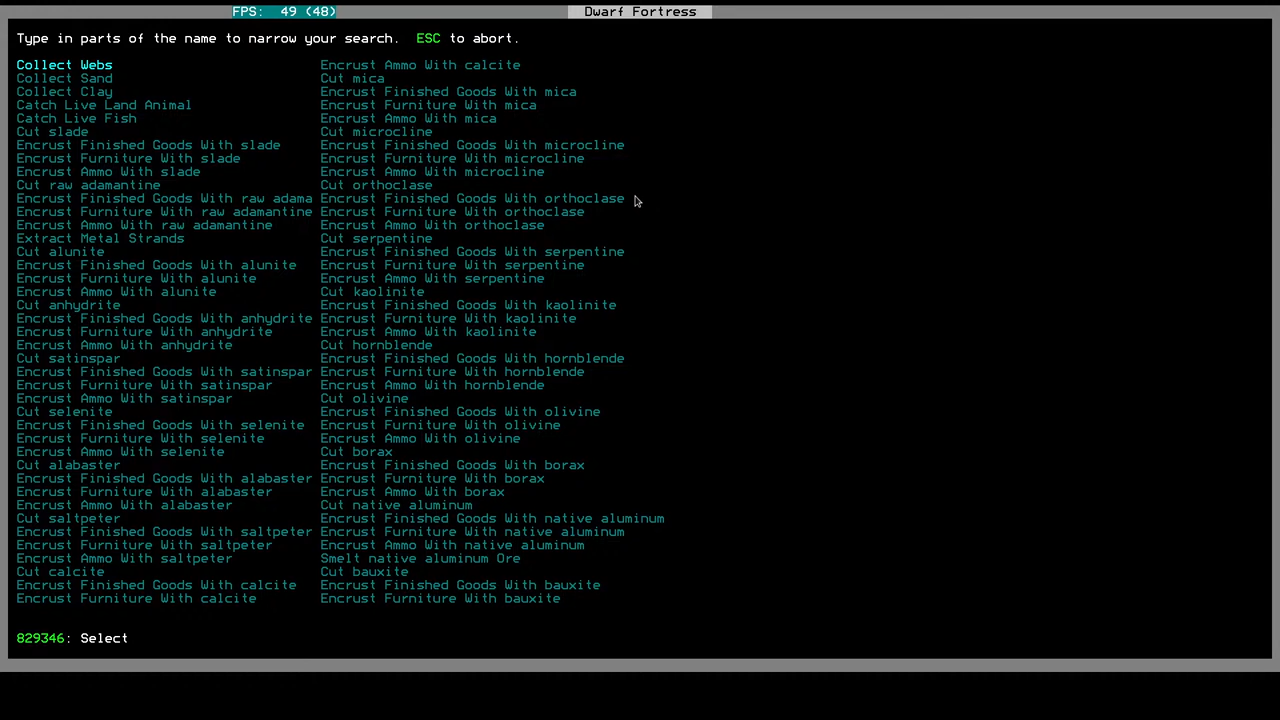 FPS: 49 (48)
Dwarf Fortress
Type in parts of the name to narrow your search. ESC to abort.
Collect Webs
Collect Sand
Collect Clay
Catch Live Land Animal
Catch Live Fish
Cut slade
Encrust Finished Goods With slade
Encrust Furniture With slade
Encrust Ammo With slade
Cut raw adamantine
Encrust Finished Goods With raw adama
Encrust Furniture With raw adamantine
Encrust Ammo With raw adamantine
Extract Metal Strands
Cut alunite
Encrust Finished Goods With alunite
Encrust Furniture With alunite
Encrust Ammo With alunite
Cut anhydrite
Encrust Finished Goods With anhydrite
Encrust Furniture With anhydrite
Encrust Ammo With anhydrite
Cut satinspar
Encrust Finished Goods With satinspar
Encrust Furniture With satinspar
Encrust Ammo With satinspar
Cut selenite
Encrust Finished Goods With selenite
Encrust Furniture With selenite
Encrust Ammo With selenite
Cut alabaster
Encrust Finished Goods With alabaster
Encrust Furniture With alabaster
Encrust Ammo With alabaster
Cut saltpeter
Encrust Finished Goods With saltpeter
Encrust Furniture With saltpeter
Encrust Ammo With saltpeter
Cut calcite
Encrust Finished Goods With calcite
Encrust Furniture With calcite
Encrust Ammo With calcite
Cut mica
Encrust Finished Goods With mica
Encrust Furniture With mica
Encrust Ammo With mica
Cut microcline
Encrust Finished Goods With microcline
Encrust Furniture With microcline
Encrust Ammo With microcline
Cut orthoclase
Encrust Finished Goods With orthoclase
Encrust Furniture With orthoclase
Encrust Ammo With orthoclase
Cut serpentine
Encrust Finished Goods With serpentine
Encrust Furniture With serpentine
Encrust Ammo With serpentine
Cut kaolinite
Encrust Finished Goods With kaolinite
Encrust Furniture With kaolinite
Encrust Ammo With kaolinite
Cut hornblende
Encrust Finished Goods With hornblende
Encrust Furniture With hornblende
Encrust Ammo With hornblende
Cut olivine
Encrust Finished Goods With olivine
Encrust Furniture With olivine
Encrust Ammo With olivine
Cut borax
Encrust Finished Goods With borax
Encrust Furniture With borax
Encrust Ammo With borax
Cut native aluminum
Encrust Finished Goods With native aluminum
Encrust Furniture With native aluminum
Encrust Ammo With native aluminum
Smelt native aluminum Ore
Cut bauxite
Encrust Finished Goods With bauxite
Encrust Furniture With bauxite
829346: Select